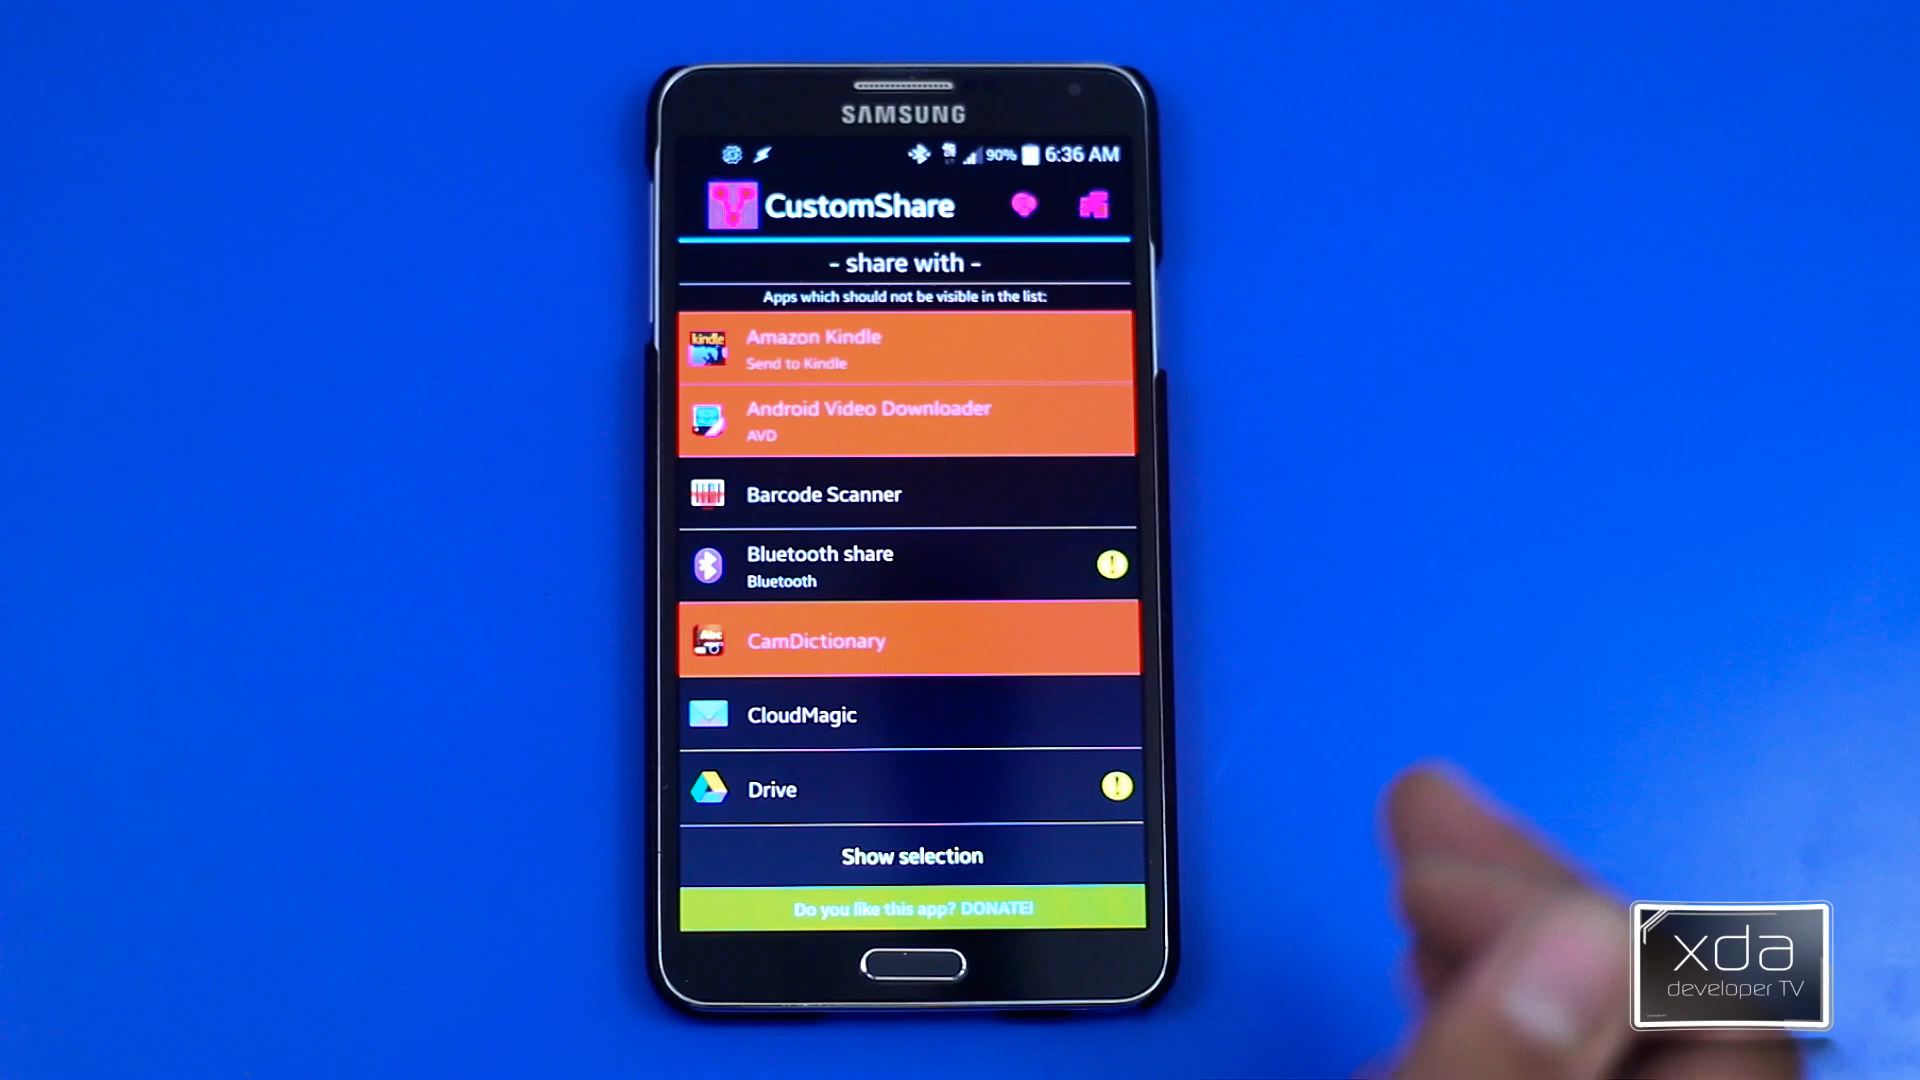 SAMSUNG
90% 6:36 AM
CustomShare
- share with -
Apps which should not be visible in the list:
kindle
Amazon Kindle
Send to Kindle
Android Video Downloader
AVD
Barcode Scanner
Bluetooth share
Bluetooth
Abc
CamDictionary
CloudMagic
Drive
Show selection
Do you like this app? DONATE!
xda
developer TV